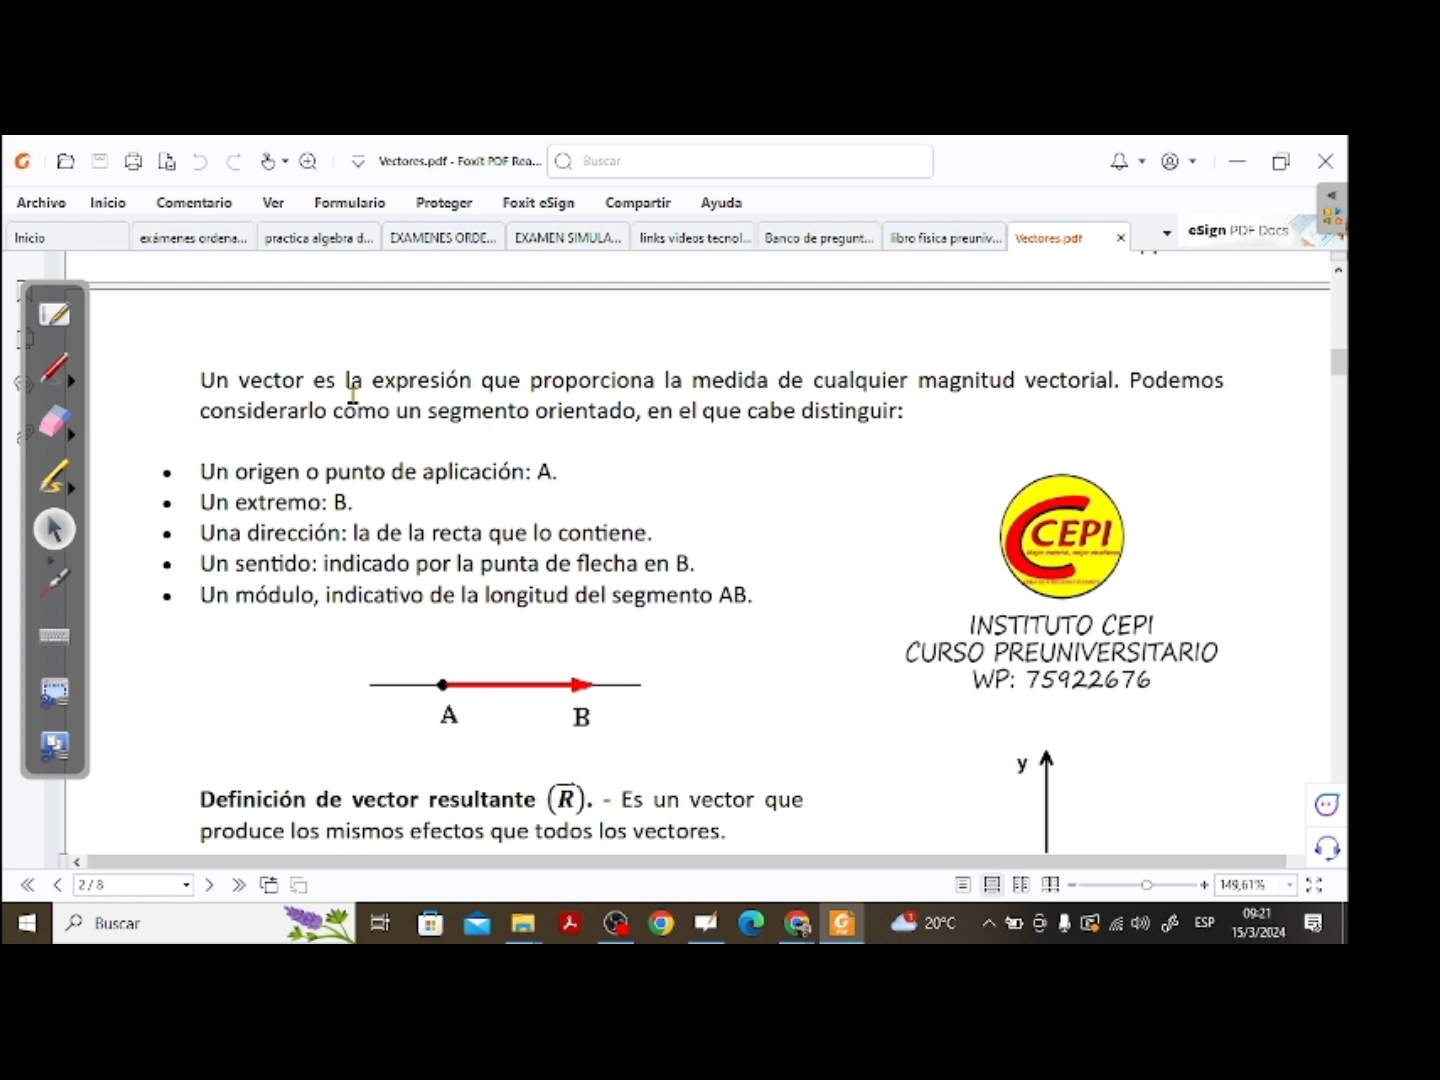 Vectores.pdf - Foxit PDF Rea...
Buscar
Archivo Inicio Comentario Ver Formulario Proteger Foxit eSign Compartir Ayuda
Inicio
exámenes ordena...
practica algebra d...
EXAMENES ORDE...
EXAMEN SIMULA...
links videos tecnol...
Banco de pregunt...
libro fisica preuniv...
Vectores.pdf
eSign PDF Docs
Un vector es la expresión que proporciona la medida de cualquier magnitud vectorial. Podemos
considerarlo como un segmento orientado, en el que cabe distinguir:
• Un origen o punto de aplicación: A.
• Un extremo: B.
• Una dirección: la de la recta que lo contiene.
• Un sentido: indicado por la punta de flecha en B.
• Un módulo, indicativo de la longitud del segmento AB.
CEPI
INSTITUTO CEPI
CURSO PREUNIVERSITARIO
WP: 75922676
A B
y
Definición de vector resultante (R⃗). - Es un vector que
produce los mismos efectos que todos los vectores.
2 / 8
149,61%
Buscar
20°C
ESP
09:21
15/3/2024